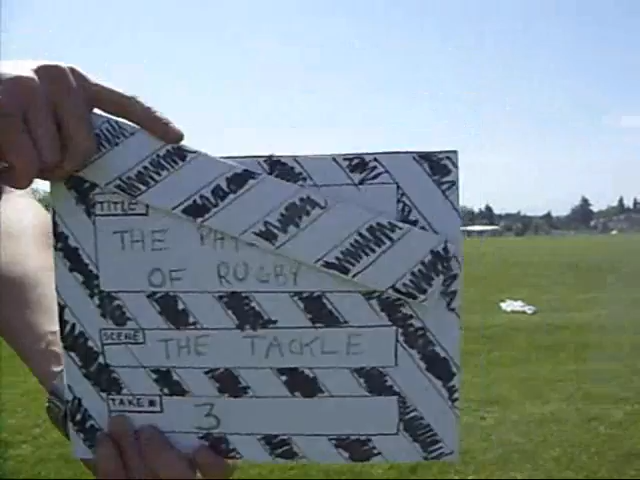 TITLE
THE
OF RUGBY
SCENE
THE TACKLE
TAKE#
3